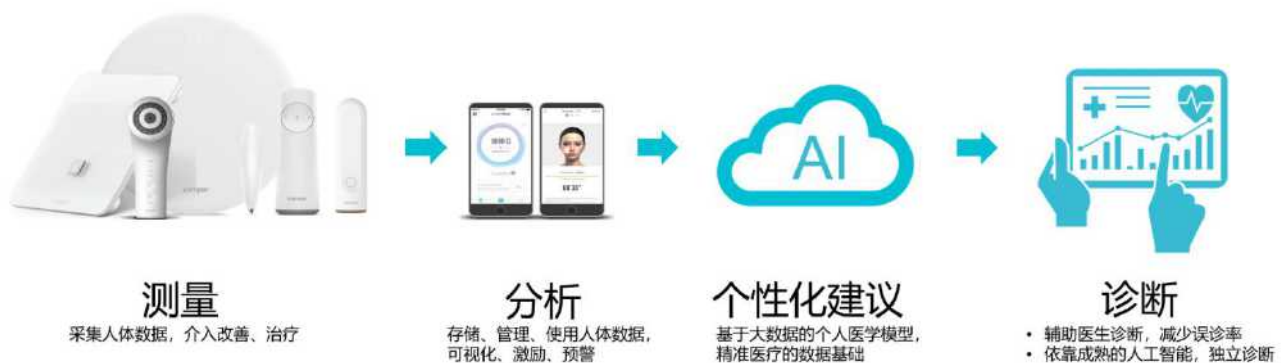 AI
测量
采集人体数据，介入改善、治疗
分析
存储、管理、使用人体数据，
可视化、激励、预警
个性化建议
基于大数据的个人医学模型，
精准医疗的数据基础
诊断
• 辅助医生诊断，减少误诊率
• 依靠成熟的人工智能，独立诊断